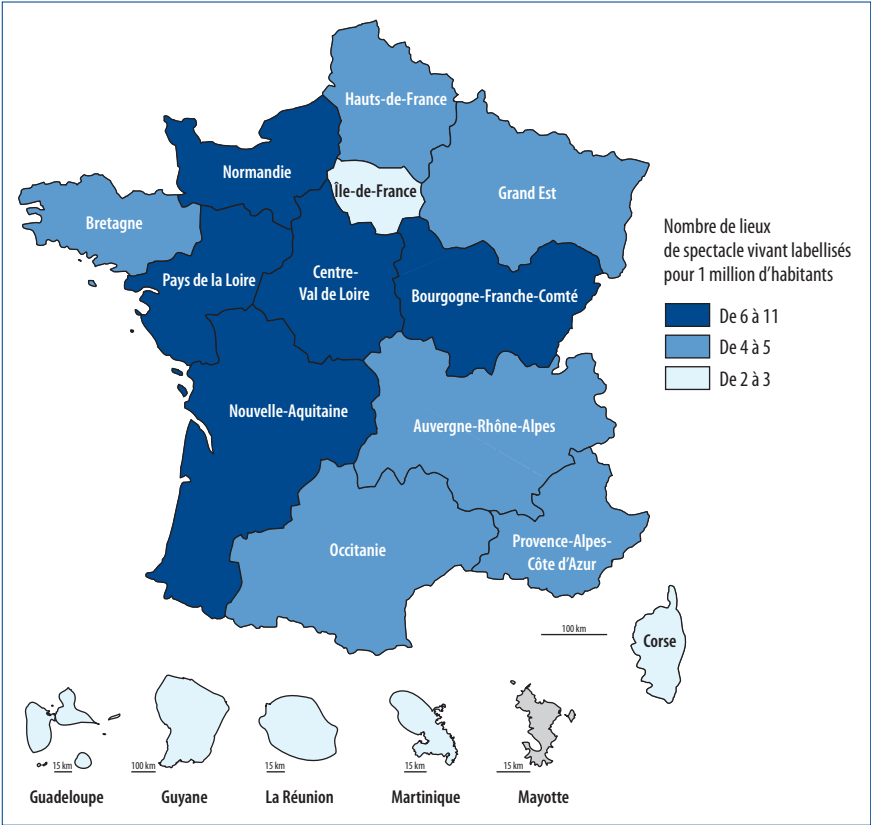 Hauts-de-France
Normandie
Île-de-France
Grand Est
Bretagne
Nombre de lieux
de spectacle vivant labellisés
pour 1 million d'habitants
De 6 à 11
De 4 à 5
De 2 à 3
Pays de la Loire
Centre-
Val de Loire
Bourgogne-Franche-Comté
Nouvelle-Aquitaine
Auvergne-Rhône-Alpes
Occitanie
Provence-Alpes-
Côte d'Azur
100 km
Corse
15 km
100 km
15 km
15 km
15 km
Guadeloupe
Guyane
La Réunion
Martinique
Mayotte